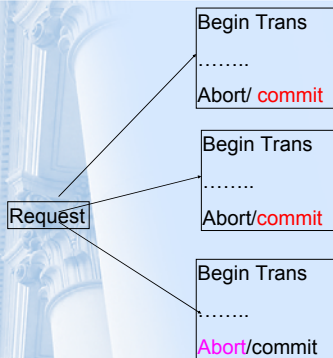 Begin Trans
........
Abort/ commit
Begin Trans
........
Request
Abort/commit
Begin Trans
........
Abort/commit